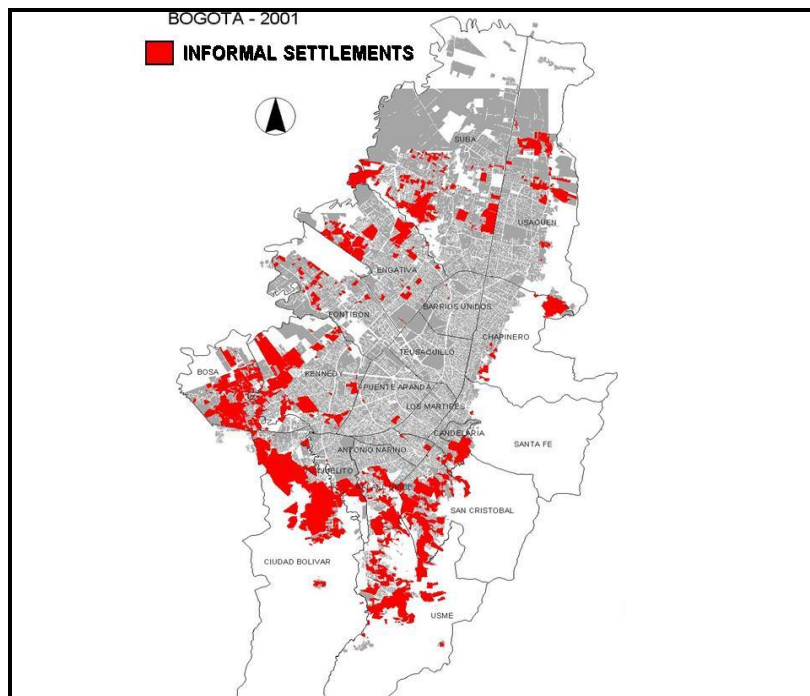 BOGOTA - 2001
INFORMAL SETTLEMENTS
SUBA
USAQUEN
ENGATIVA
BARRIOS UNIDOS
FONTIBON
CHAPINERO
TEUSAQUILLO
BOSA
KENNEDY
PUENTE ARANDA
LOS MARTIRES
CANDELARIA
SANTA FE
ANTONIO NARINO
SAN CRISTOBAL
CIUDAD BOLIVAR
USME